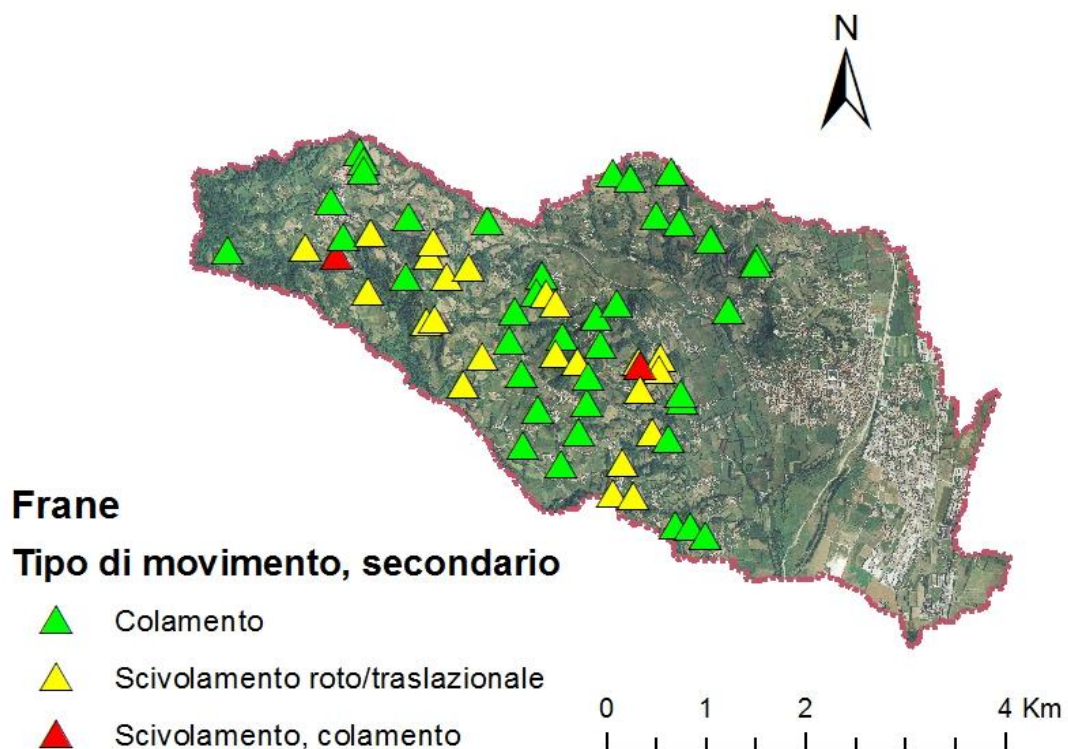 N
Frane
Tipo di movimento, secondario
Colamento
Scivolamento roto/traslazionale
Scivolamento, colamento
0 1 2 4 Km